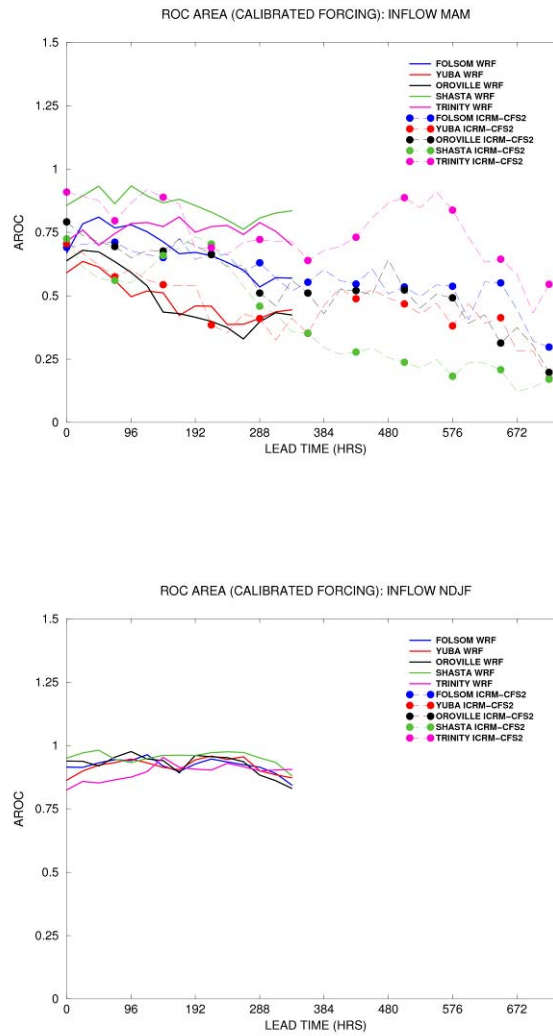 ROC AREA (CALIBRATED FORCING): INFLOW MAM
1.5
FOLSOM WRF
YUBA WRF
OROVILLE WRF
SHASTA WRF
TRINITY WRF
FOLSOM ICRM-CFS2
YUBA ICRM-CFS2
OROVILLE ICRM-CFS2
SHASTA ICRM-CFS2
TRINITY ICRM-CFS2
1.25
1
AROC
0.75
0.5
0.25
0
0 96 192 288 384 480 576 672
LEAD TIME (HRS)
ROC AREA (CALIBRATED FORCING): INFLOW NDJF
1.5
FOLSOM WRF
YUBA WRF
OROVILLE WRF
SHASTA WRF
TRINITY WRF
FOLSOM ICRM-CFS2
YUBA ICRM-CFS2
OROVILLE ICRM-CFS2
SHASTA ICRM-CFS2
TRINITY ICRM-CFS2
1.25
1
AROC
0.75
0.5
0.25
0
0 96 192 288 384 480 576 672
LEAD TIME (HRS)